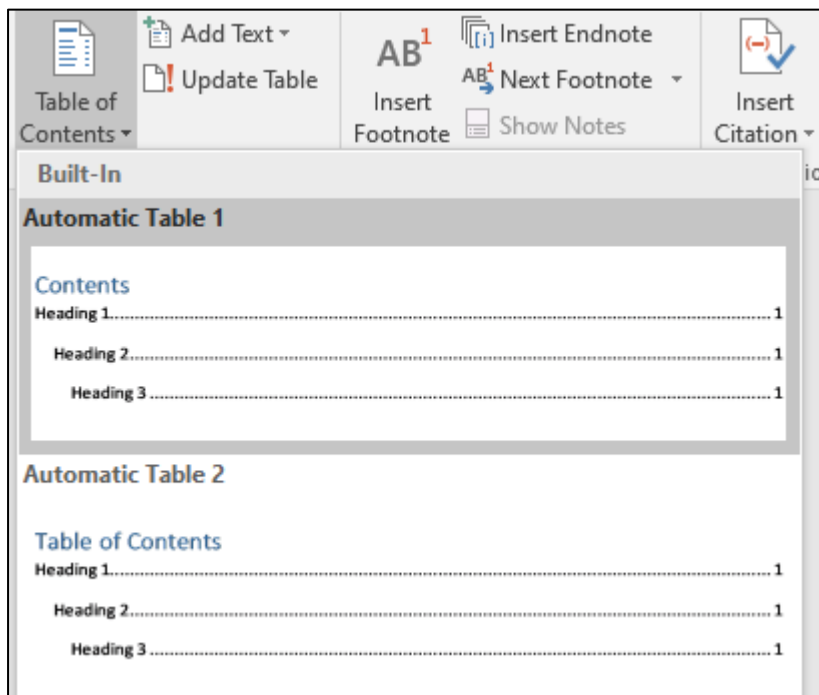 Table of
Contents
Add Text
Update Table
AB1
Insert
Footnote
[i] Insert Endnote
AB1 Next Footnote
Show Notes
(-)
Insert
Citation
Built-In
Automatic Table 1
Contents
Heading 1.......... 1
Heading 2.......... 1
Heading 3.......... 1
Automatic Table 2
Table of Contents
Heading 1.......... 1
Heading 2.......... 1
Heading 3.......... 1